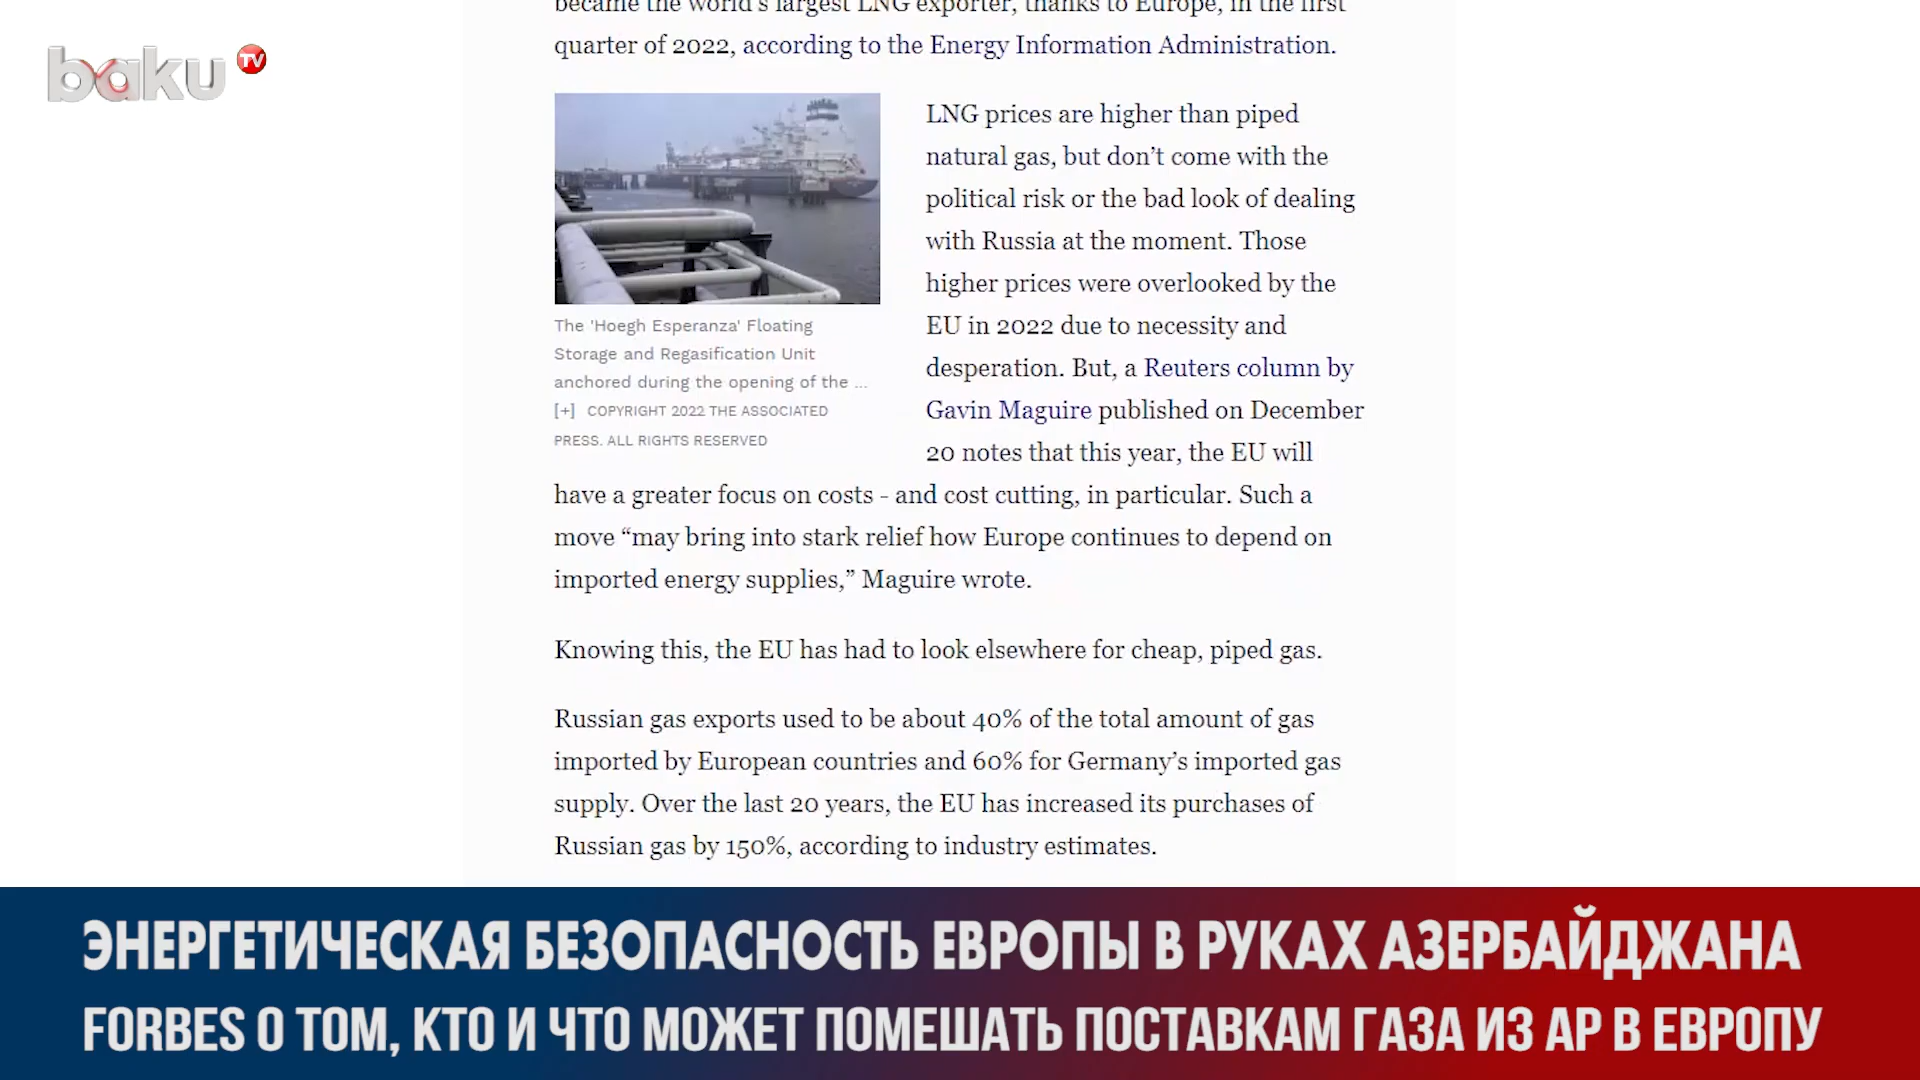 became the world's largest LNG exporter, thanks to Europe, in the first
quarter of 2022, according to the Energy Information Administration.
baku TV
LNG prices are higher than piped
natural gas, but don’t come with the
political risk or the bad look of dealing
with Russia at the moment. Those
higher prices were overlooked by the
EU in 2022 due to necessity and
desperation. But, a Reuters column by
Gavin Maguire published on December
20 notes that this year, the EU will
The 'Hoegh Esperanza' Floating
Storage and Regasification Unit
anchored during the opening of the ...
[+] COPYRIGHT 2022 THE ASSOCIATED
PRESS. ALL RIGHTS RESERVED
have a greater focus on costs - and cost cutting, in particular. Such a
move “may bring into stark relief how Europe continues to depend on
imported energy supplies,” Maguire wrote.
Knowing this, the EU has had to look elsewhere for cheap, piped gas.
Russian gas exports used to be about 40% of the total amount of gas
imported by European countries and 60% for Germany’s imported gas
supply. Over the last 20 years, the EU has increased its purchases of
Russian gas by 150%, according to industry estimates.
ЭНЕРГЕТИЧЕСКАЯ БЕЗОПАСНОСТЬ ЕВРОПЫ В РУКАХ АЗЕРБАЙДЖАНА
FORBES О ТОМ, КТО И ЧТО МОЖЕТ ПОМЕШАТЬ ПОСТАВКАМ ГАЗА ИЗ АР В ЕВРОПУ